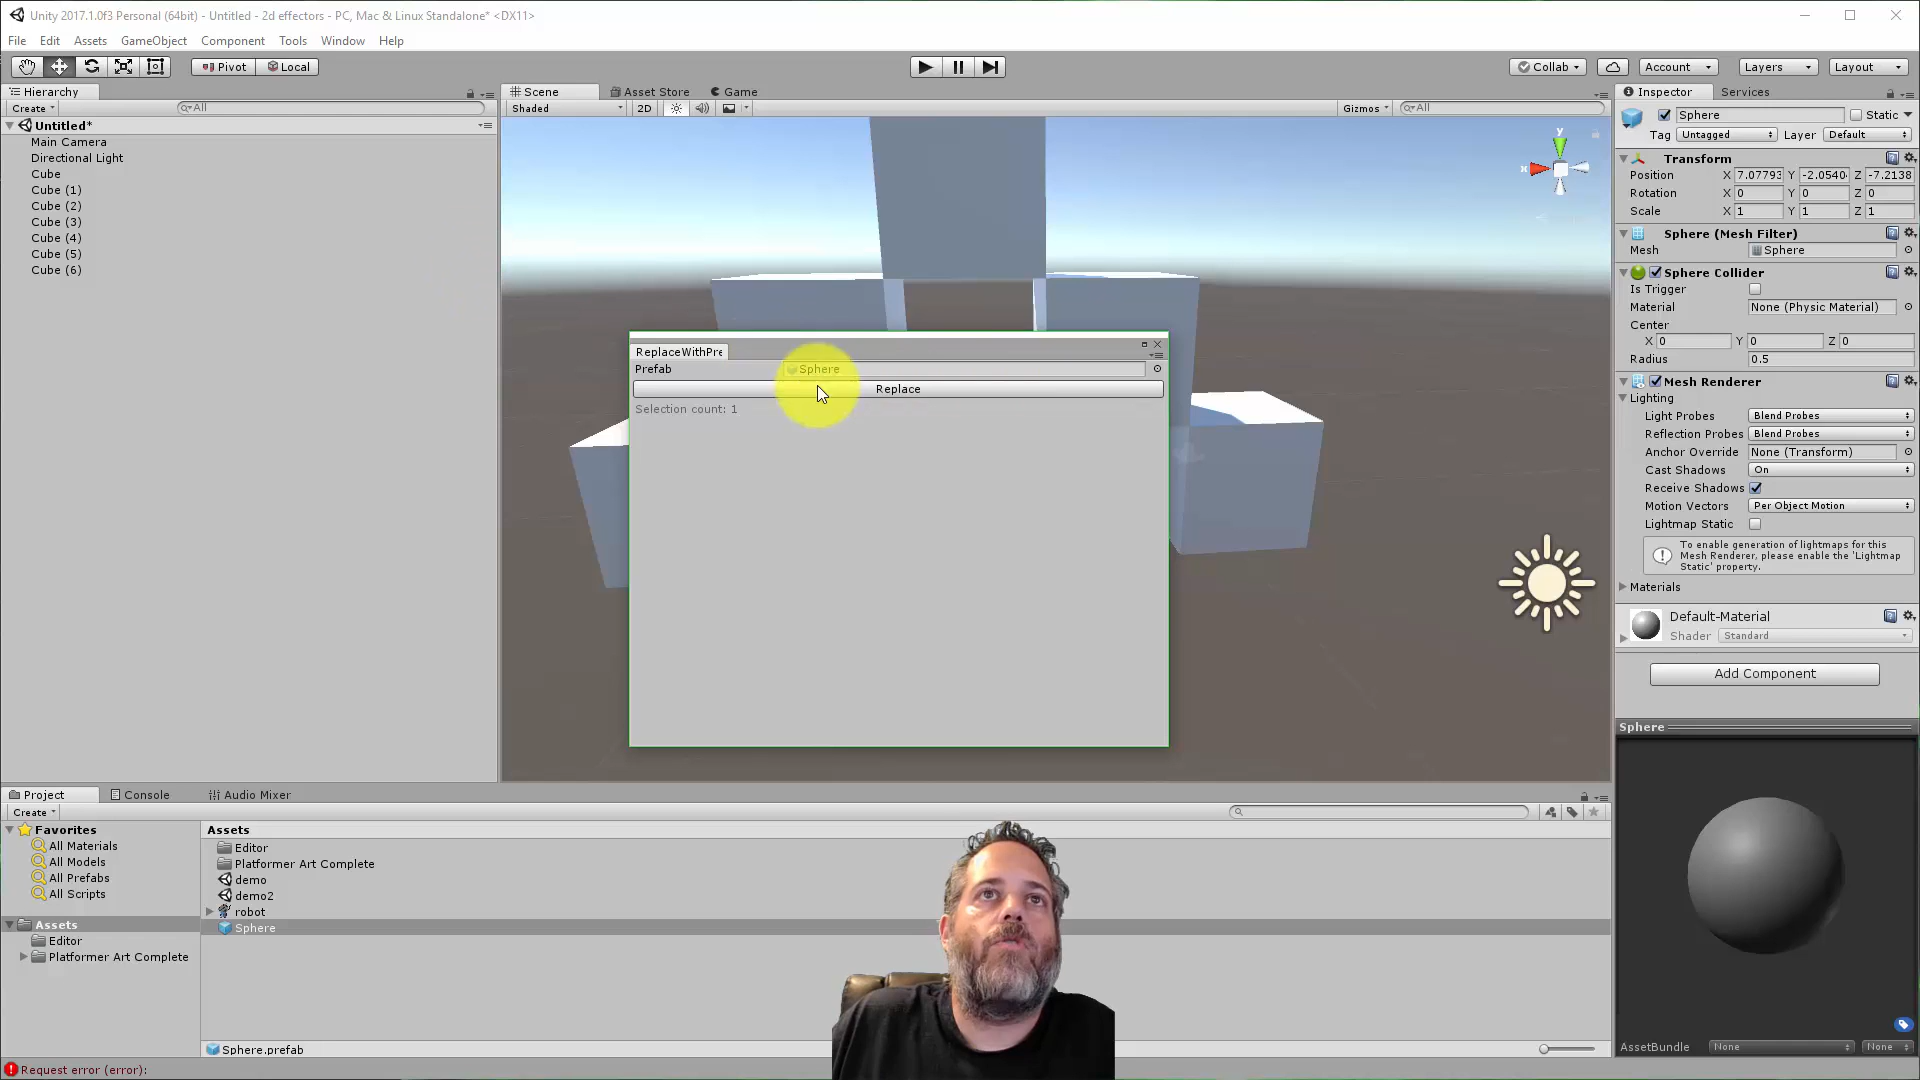 Unity 2017.1.0f3 Personal (64bit) - Untitled - 2d effectors - PC, Mac & Linux Standalone* <DX11>
File Edit Assets GameObject Component Tools Window Help
Pivot Local Collab Account Layers Layout
Hierarchy
Create All
Untitled*
Main Camera
Directional Light
Cube
Cube (1)
Cube (2)
Cube (3)
Cube (4)
Cube (5)
Cube (6)
Scene Asset Store Game
Shaded 2D Gizmos All
y
x
ReplaceWithPre
Prefab Sphere
Replace
Selection count: 1
Inspector Services
Sphere Static
Tag Untagged Layer Default
Transform
Position X 7.07793 Y -2.0540 Z -7.2138
Rotation X 0 Y 0 Z 0
Scale X 1 Y 1 Z 1
Sphere (Mesh Filter)
Mesh Sphere
Sphere Collider
Is Trigger
Material None (Physic Material)
Center
X 0 Y 0 Z 0
Radius 0.5
Mesh Renderer
Lighting
Light Probes Blend Probes
Reflection Probes Blend Probes
Anchor Override None (Transform)
Cast Shadows On
Receive Shadows
Motion Vectors Per Object Motion
Lightmap Static
To enable generation of lightmaps for this
Mesh Renderer, please enable the 'Lightmap
Static' property.
Materials
Default-Material
Shader Standard
Add Component
Sphere
AssetBundle None None
Project Console Audio Mixer
Create
Favorites
All Materials
All Models
All Prefabs
All Scripts
Assets
Editor
Platformer Art Complete
Assets
Editor
Platformer Art Complete
demo
demo2
robot
Sphere
Sphere.prefab
Request error (error):